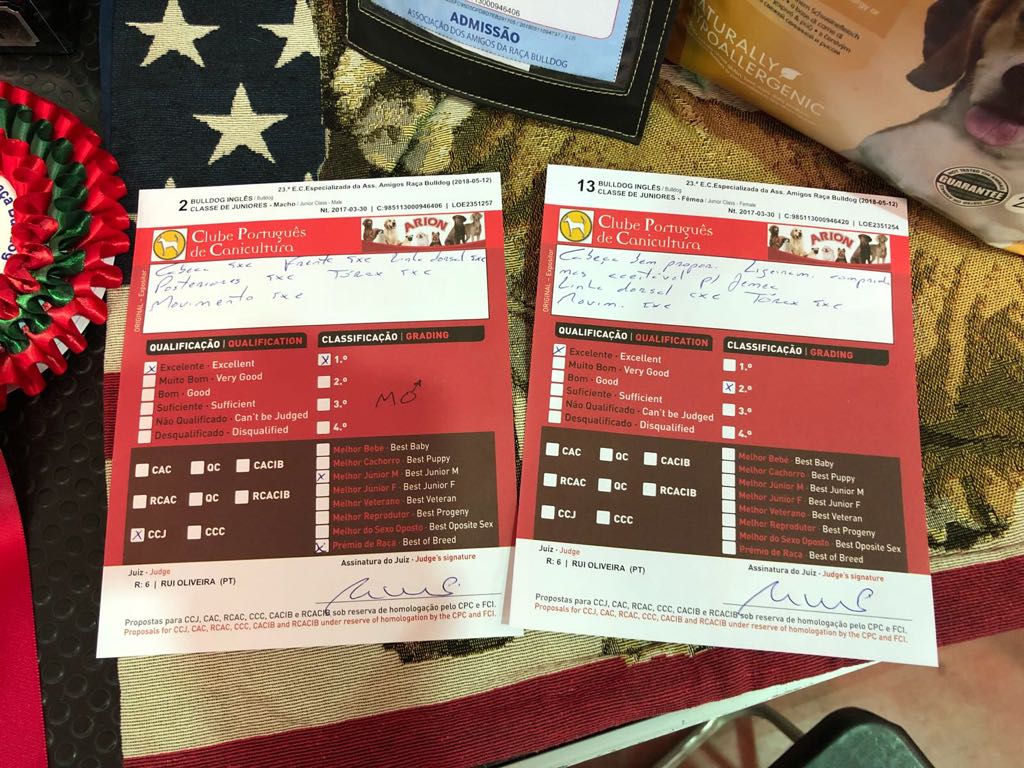 000946406
ADMISSÃO
ASSOCIAÇÃO DOS AMIGOS DA RAÇA BULLDOG
NATURALLY
HYPOALLERGENIC
GUARANTEE
23.ª E.C.Especializada da Ass. Amigos Raça Bulldog (2018-05-12)
2 BULLDOG INGLÊS / Bulldog
CLASSE DE JUNIORES - Macho / Junior Class - Male
Nt. 2017-03-30 | C:985113000946406 | LOE2351257
Clube Português
de Canicultura
ARION
ORIGINAL - Expositor
Cabeça exc Frente exc Linha dorsal exc
Posteriores exc Tórax exc
Movimento exc
QUALIFICAÇÃO | QUALIFICATION
X Excelente - Excellent
Muito Bom - Very Good
Bom - Good
Suficiente - Sufficient
Não Qualificado - Can't be Judged
Desqualificado - Disqualified
CLASSIFICAÇÃO | GRADING
X 1.º
2.º
3.º
4.º
CAC QC CACIB
RCAC QC RCACIB
X CCJ CCC
Melhor Bebé - Best Baby
Melhor Cachorro - Best Puppy
X Melhor Júnior M - Best Junior M
Melhor Júnior F - Best Junior F
Melhor Veterano - Best Veteran
Melhor Reprodutor - Best Progeny
Melhor do Sexo Oposto - Best Oposite Sex
X Prémio de Raça - Best of Breed
Juiz - Judge
R: 6 | RUI OLIVEIRA (PT)
Assinatura do Juíz - Judge's signature
Propostas para CCJ, CAC, RCAC, CCC, CACIB e RCACIB sob reserva de homologação pelo CPC e FCI.
Proposals for CCJ, CAC, RCAC, CCC, CACIB and RCACIB under reserve of homologation by the CPC and FCI.
23.ª E.C.Especializada da Ass. Amigos Raça Bulldog (2018-05-12)
13 BULLDOG INGLÊS / Bulldog
CLASSE DE JUNIORES - Fêmea / Junior Class - Female
Nt. 2017-03-30 | C:985113000946420 | LOE2351254
Clube Português
de Canicultura
ARION
ORIGINAL - Expositor
Cabeça bem propor. Ligeiram. comprida
mas aceitável p/ femea
Linha dorsal exc Tórax exc
Movim. exc
QUALIFICAÇÃO | QUALIFICATION
X Excelente - Excellent
Muito Bom - Very Good
Bom - Good
Suficiente - Sufficient
Não Qualificado - Can't be Judged
Desqualificado - Disqualified
CLASSIFICAÇÃO | GRADING
1.º
X 2.º
3.º
4.º
CAC QC CACIB
RCAC QC RCACIB
CCJ CCC
Melhor Bebé - Best Baby
Melhor Cachorro - Best Puppy
Melhor Júnior M - Best Junior M
Melhor Júnior F - Best Junior F
Melhor Veterano - Best Veteran
Melhor Reprodutor - Best Progeny
Melhor do Sexo Oposto - Best Oposite Sex
Prémio de Raça - Best of Breed
Juiz - Judge
R: 6 | RUI OLIVEIRA (PT)
Assinatura do Juíz - Judge's signature
Propostas para CCJ, CAC, RCAC, CCC, CACIB e RCACIB sob reserva de homologação pelo CPC e FCI.
Proposals for CCJ, CAC, RCAC, CCC, CACIB and RCACIB under reserve of homologation by the CPC and FCI.